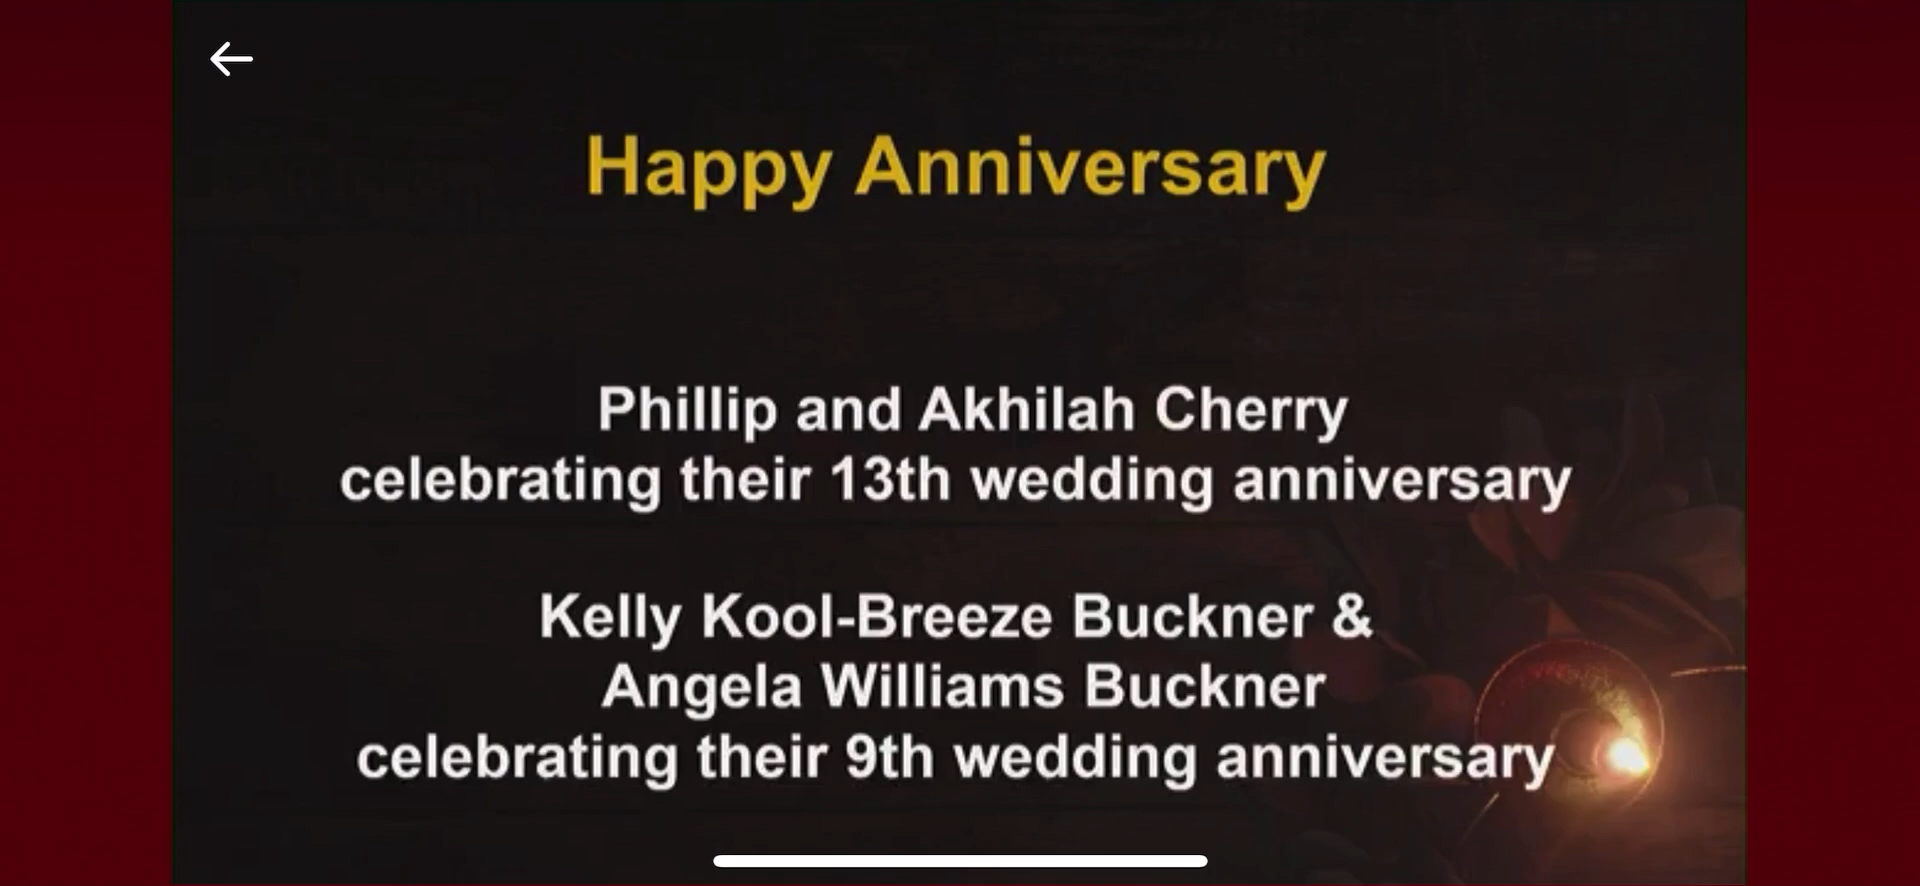 Happy Anniversary
Phillip and Akhilah Cherry
celebrating their 13th wedding anniversary
Kelly Kool-Breeze Buckner &
Angela Williams Buckner
celebrating their 9th wedding anniversary